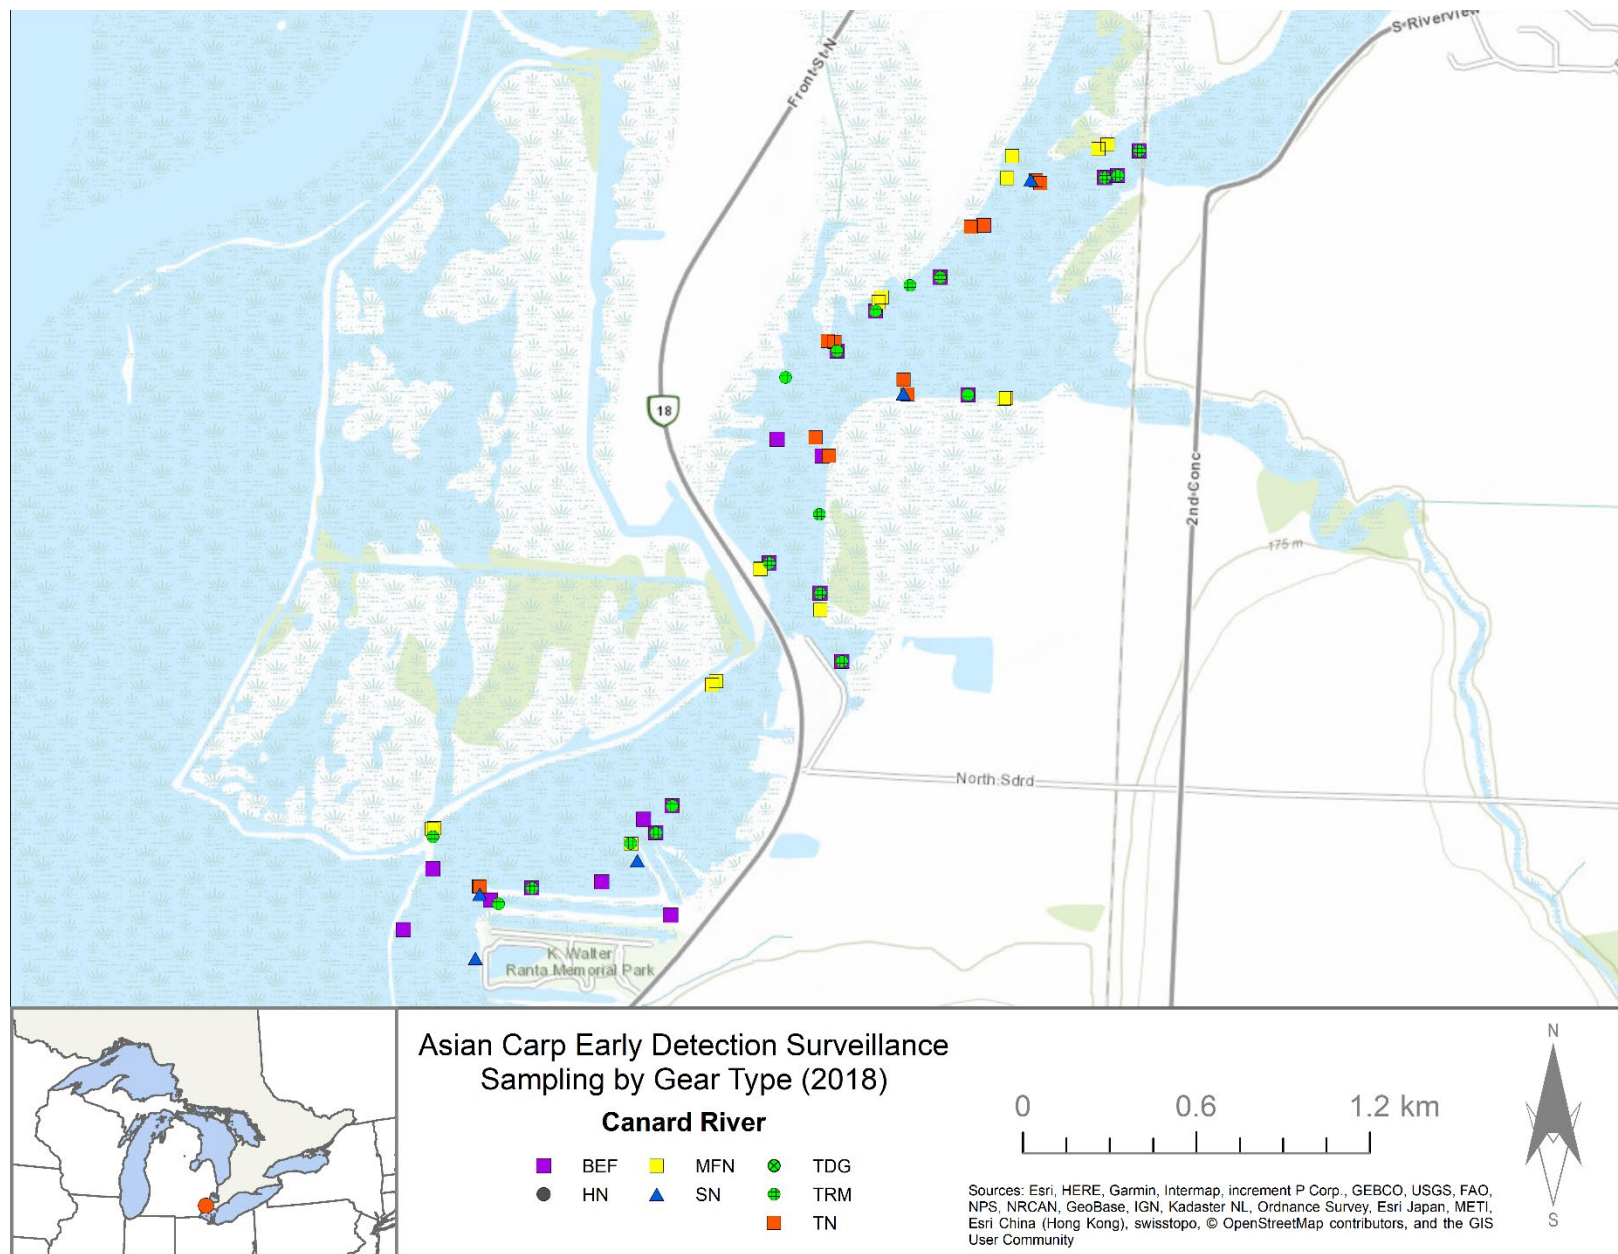 S Riverview
Front St N
18
2nd Conc
175 m
North Sdrd
K. Walter
Ranta Memorial Park
Asian Carp Early Detection Surveillance
Sampling by Gear Type (2018)
Canard River
BEF MFN TDG
HN SN TRM
TN
0 0.6 1.2 km
N
S
Sources: Esri, HERE, Garmin, Intermap, increment P Corp., GEBCO, USGS, FAO,
NPS, NRCAN, GeoBase, IGN, Kadaster NL, Ordnance Survey, Esri Japan, METI,
Esri China (Hong Kong), swisstopo, © OpenStreetMap contributors, and the GIS
User Community